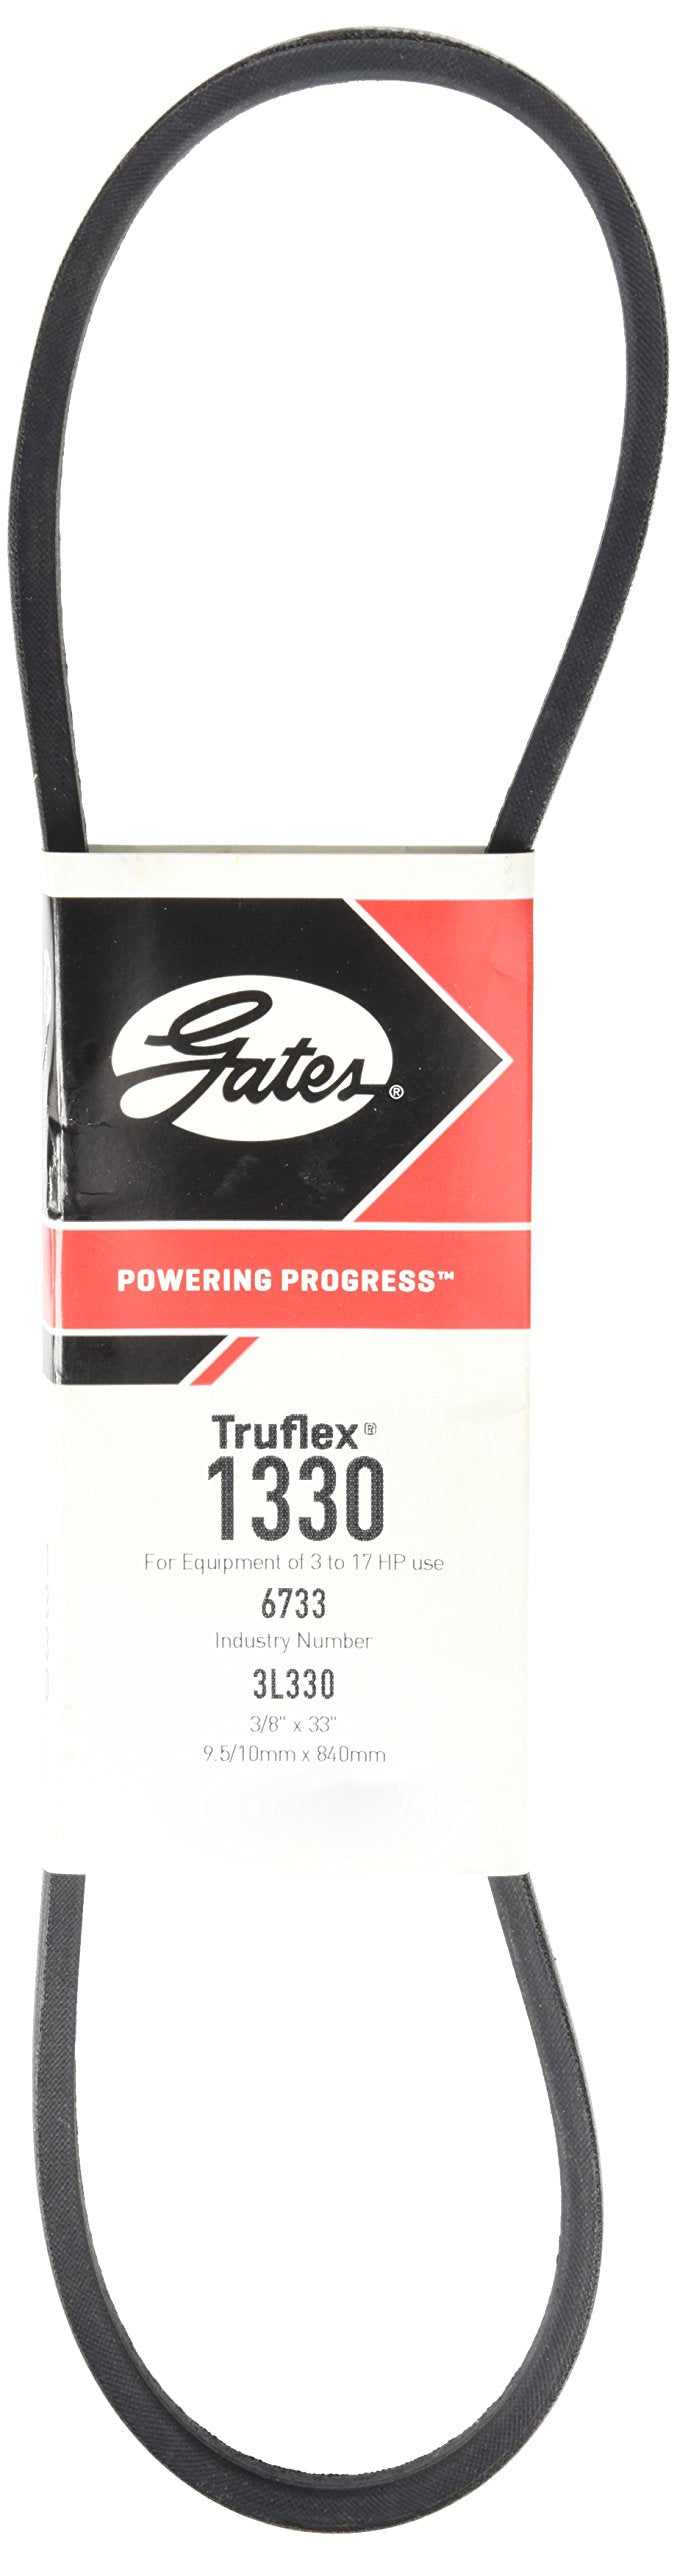 Gates®
POWERING PROGRESS™
Truflex®
1330
For Equipment of 3 to 17 HP use
6733
Industry Number
3L330
3/8" x 33"
9.5/10mm x 840mm